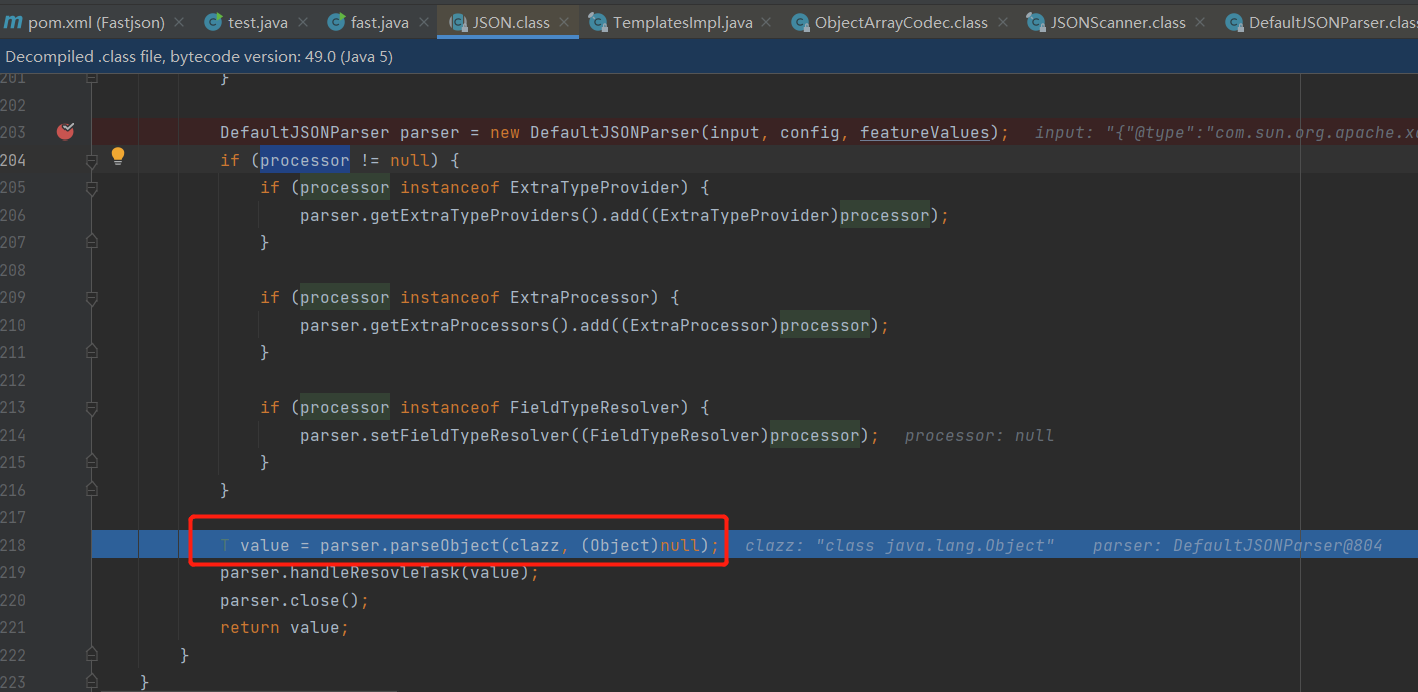 pom.xml (Fastjson) test.java fast.java JSON.class TemplatesImpl.java ObjectArrayCodec.class JSONScanner.class DefaultJSONParser.clas
Decompiled .class file, bytecode version: 49.0 (Java 5)
201 }
202
203 DefaultJSONParser parser = new DefaultJSONParser(input, config, featureValues); input: "{"@type":"com.sun.org.apache.x
204 if (processor != null) {
205 if (processor instanceof ExtraTypeProvider) {
206 parser.getExtraTypeProviders().add((ExtraTypeProvider)processor);
207 }
208
209 if (processor instanceof ExtraProcessor) {
210 parser.getExtraProcessors().add((ExtraProcessor)processor);
211 }
212
213 if (processor instanceof FieldTypeResolver) {
214 parser.setFieldTypeResolver((FieldTypeResolver)processor); processor: null
215 }
216 }
217
218 T value = parser.parseObject(clazz, (Object)null); clazz: "class java.lang.Object" parser: DefaultJSONParser@804
219 parser.handleResovleTask(value);
220 parser.close();
221 return value;
222 }
223 }